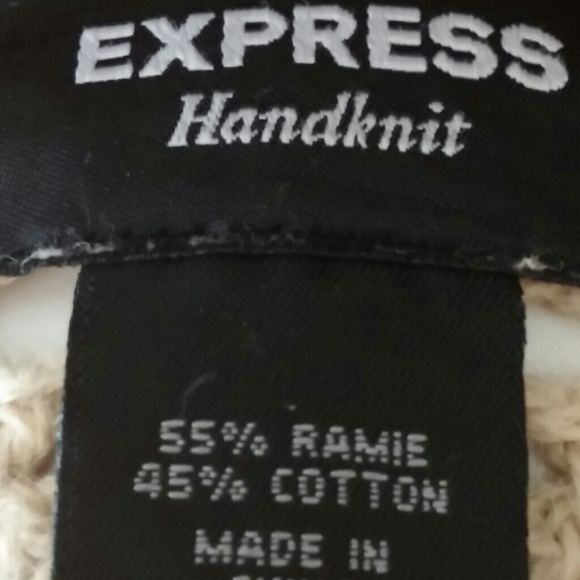 EXPRESS
Handknit
55% RAMIE
45% COTTON
MADE IN